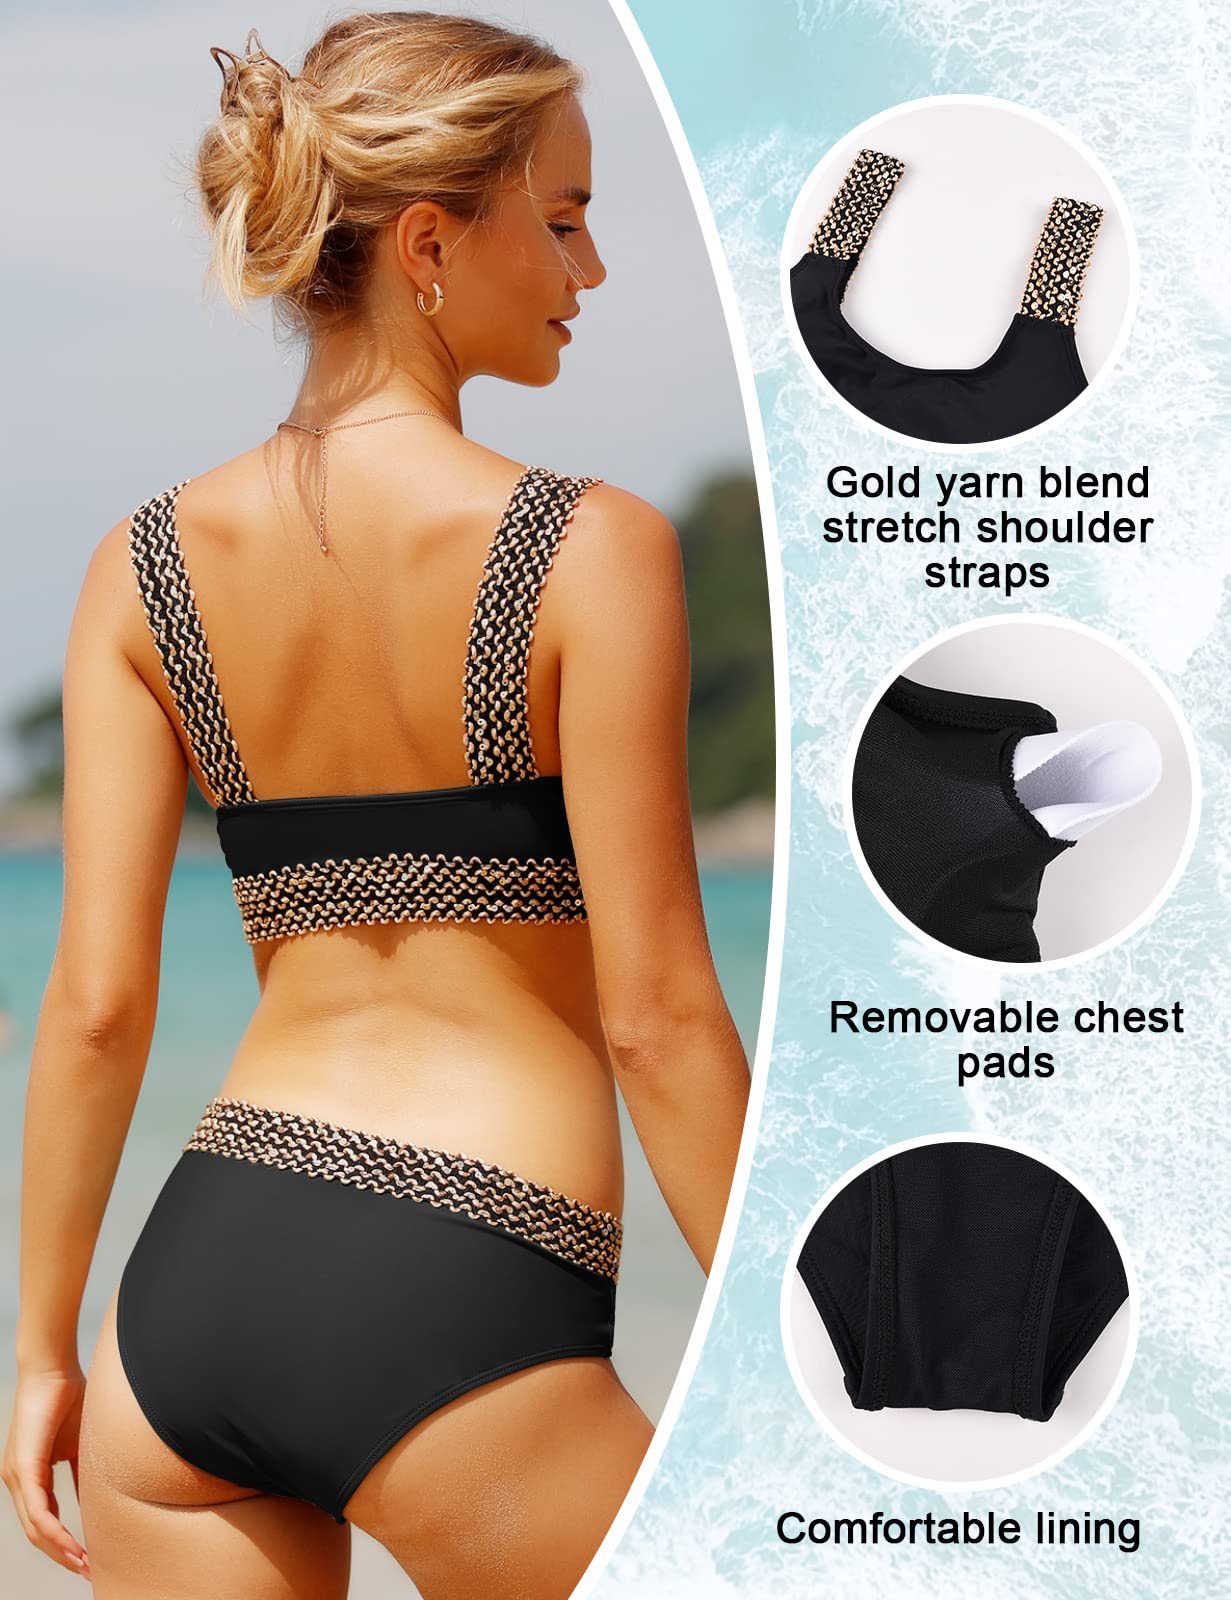 Gold yarn blend
stretch shoulder
straps
Removable chest
pads
Comfortable lining